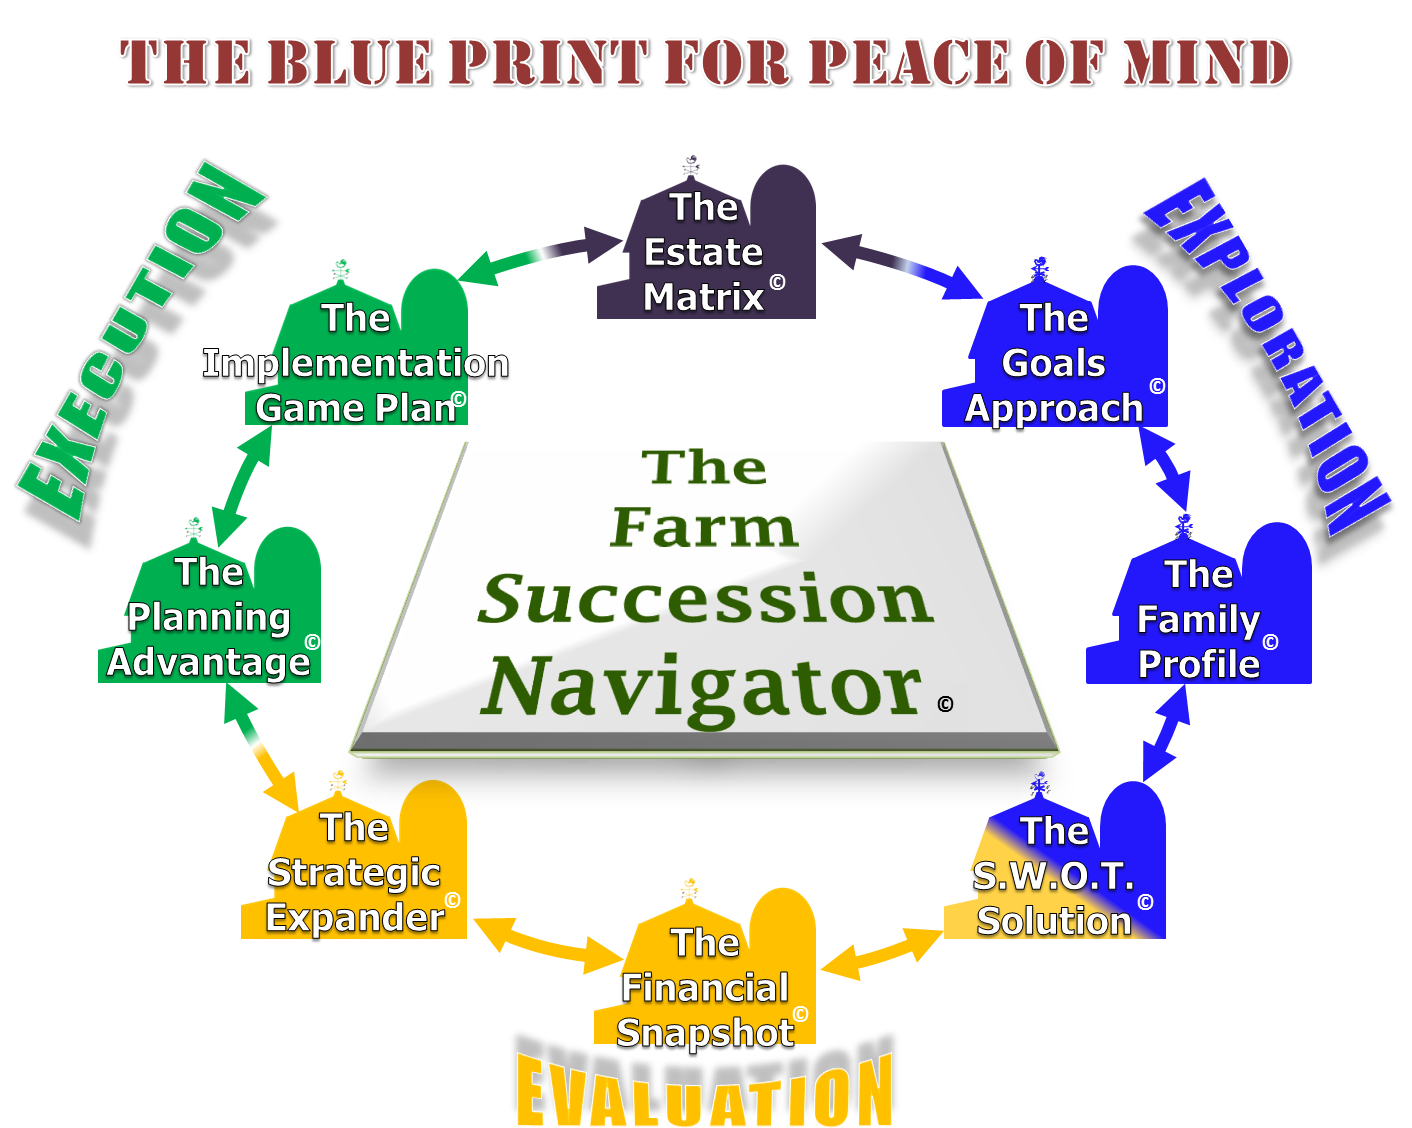 THE BLUE PRINT FOR PEACE OF MIND
EXECUTION
EXPLORATION
The
Estate
Matrix ©
The
Implementation
Game Plan ©
The
Goals
Approach ©
The
Farm
Succession
Navigator ©
The
Planning
Advantage ©
The
Family
Profile ©
The
Strategic
Expander ©
The
S.W.O.T.
Solution ©
The
Financial
Snapshot ©
EVALUATION